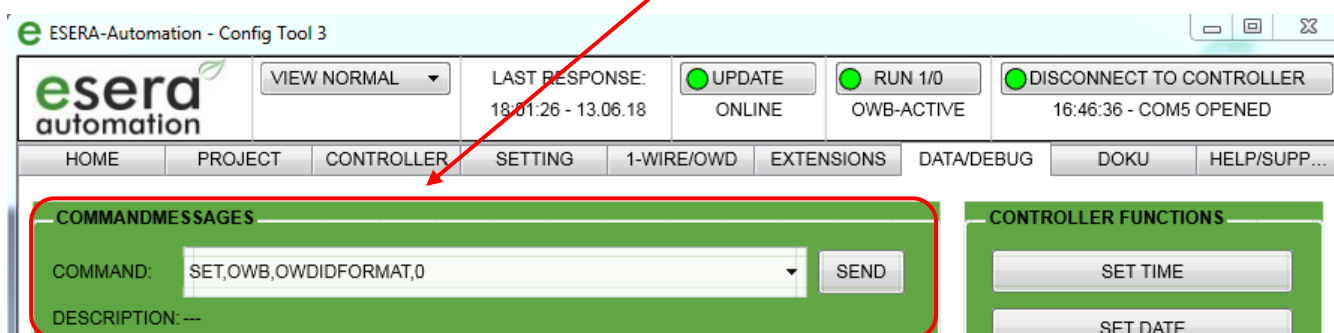 ESERA-Automation - Config Tool 3
esera
automation
VIEW NORMAL
LAST RESPONSE:
18:01:26 - 13.06.18
UPDATE
ONLINE
RUN 1/0
OWB-ACTIVE
DISCONNECT TO CONTROLLER
16:46:36 - COM5 OPENED
HOME PROJECT CONTROLLER SETTING 1-WIRE/OWD EXTENSIONS DATA/DEBUG DOKU HELP/SUPP...
COMMANDMESSAGES
COMMAND: SET,OWB,OWDIDFORMAT,0 SEND
DESCRIPTION: ---
CONTROLLER FUNCTIONS
SET TIME
SET DATE